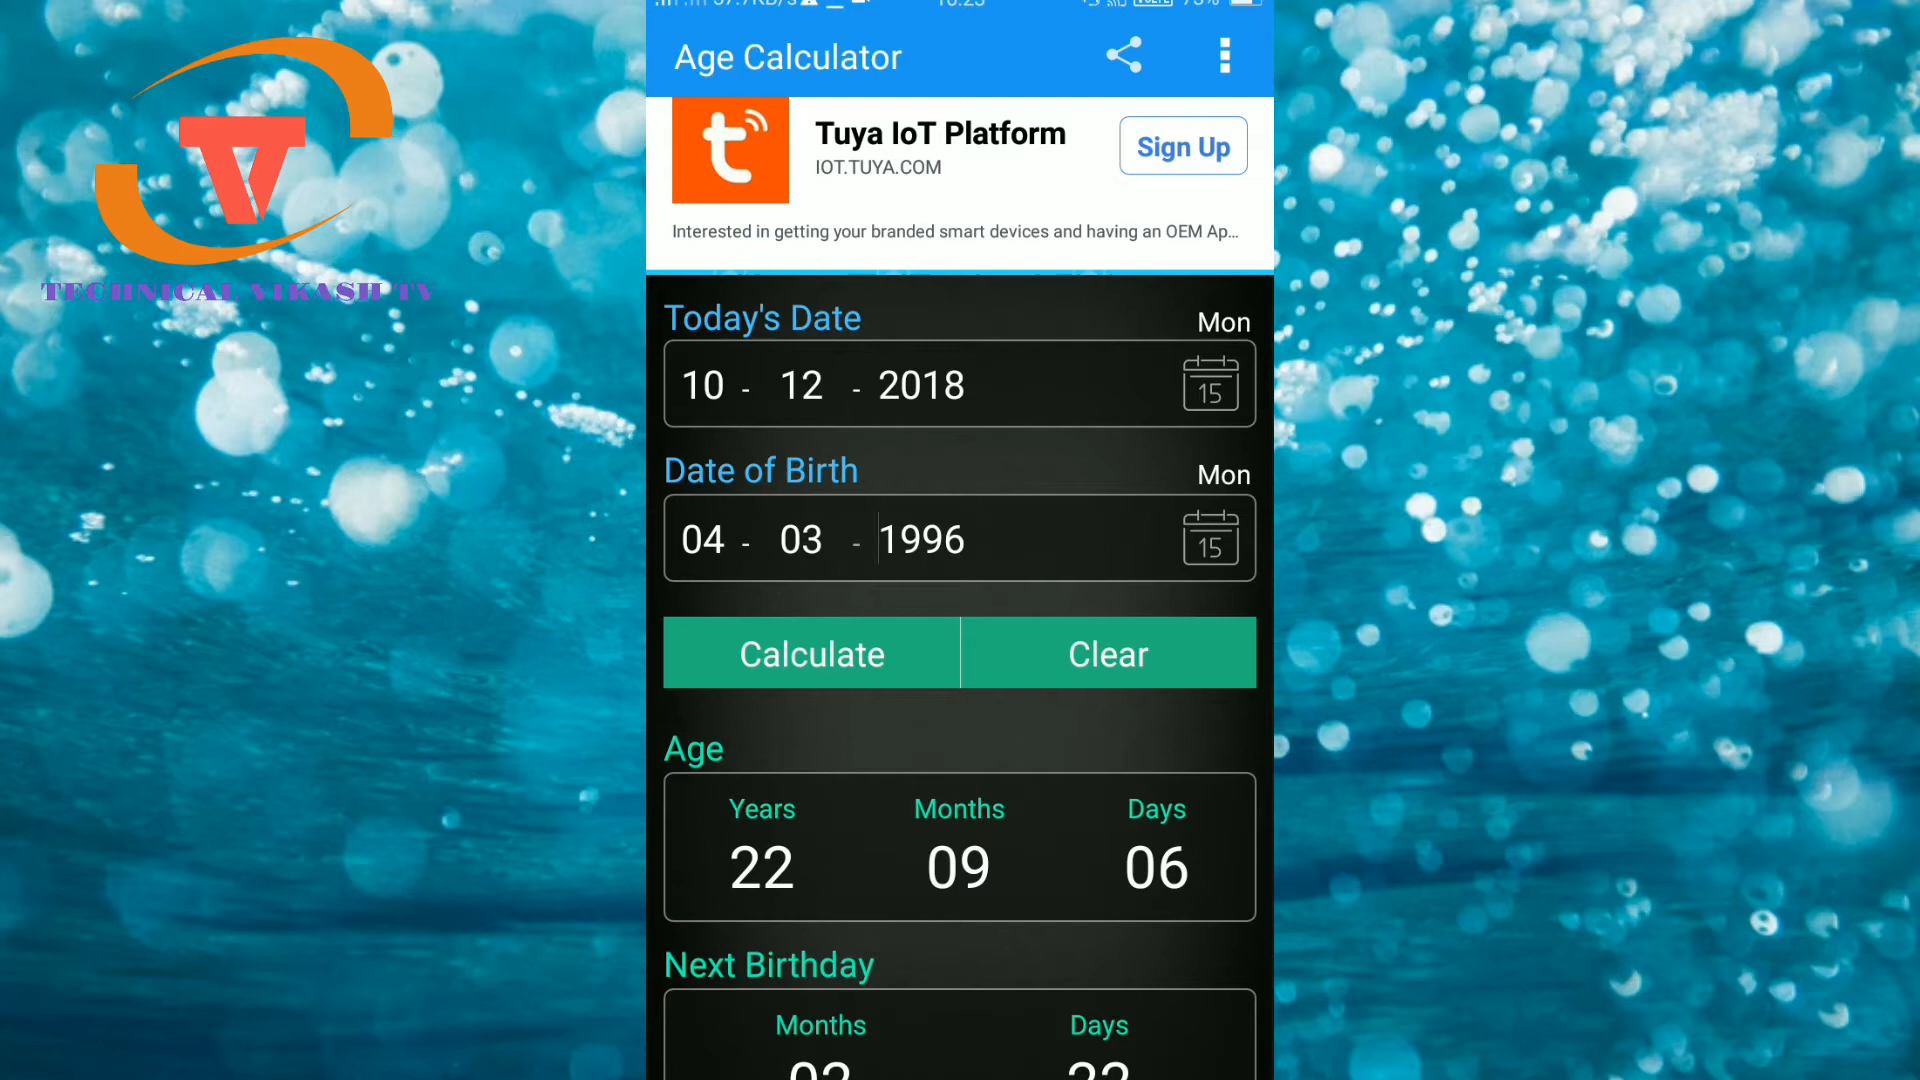 Age Calculator
Tuya IoT Platform
IOT.TUYA.COM
Sign Up
Interested in getting your branded smart devices and having an OEM Ap...
TECHNICAL VIKASH TV
Today's Date
Mon
10 - 12 - 2018
15
Date of Birth
Mon
04 - 03 - 1996
15
Calculate
Clear
Age
Years Months Days
22 09 06
Next Birthday
Months Days